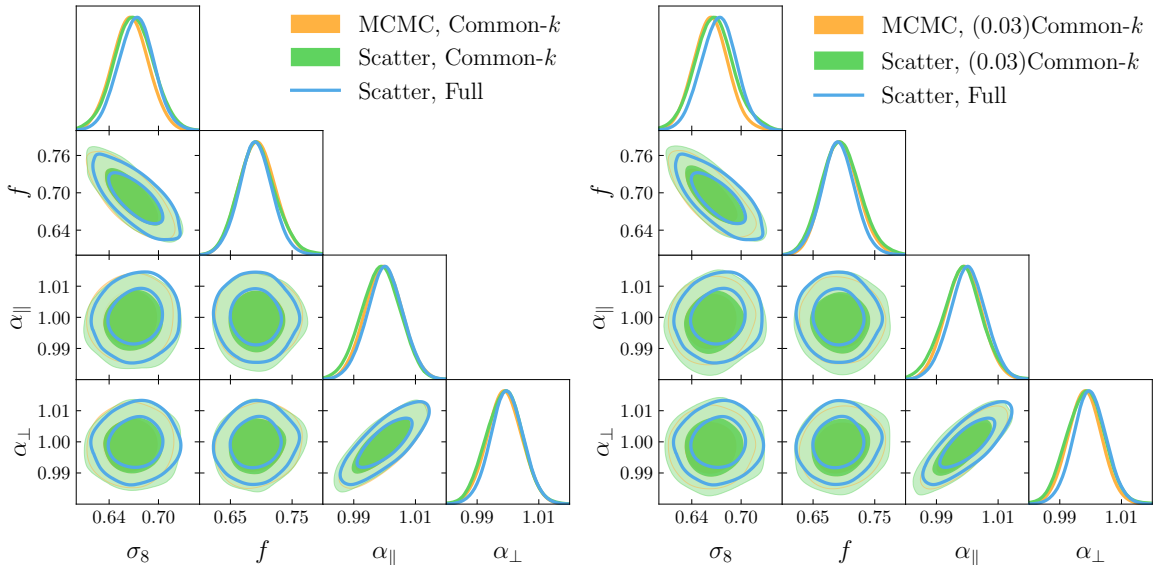 MCMC, Common-k
Scatter, Common-k
Scatter, Full
0.76
0.70
0.64
f
1.01
1.00
0.99
α∥
1.01
1.00
0.99
α⊥
0.64 0.70
0.65 0.75
0.99 1.01
0.99 1.01
σ8 f α∥ α⊥
MCMC, (0.03)Common-k
Scatter, (0.03)Common-k
Scatter, Full
0.76
0.70
0.64
f
1.01
1.00
0.99
α∥
1.01
1.00
0.99
α⊥
0.64 0.70
0.65 0.75
0.99 1.01
0.99 1.01
σ8 f α∥ α⊥